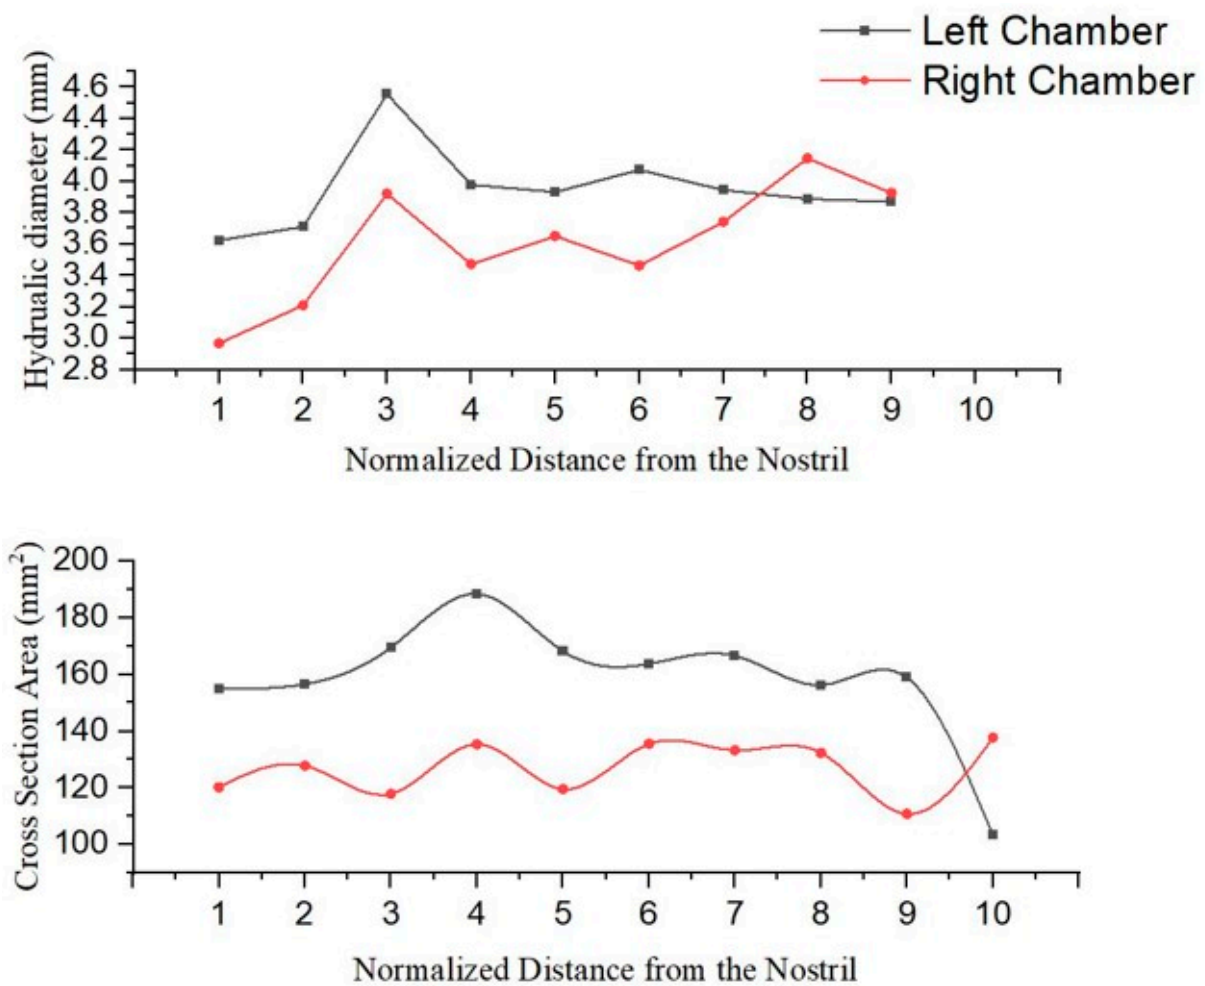 Left Chamber
Right Chamber
Hydrualic diameter (mm)
4.6
4.4
4.2
4.0
3.8
3.6
3.4
3.2
3.0
2.8
1 2 3 4 5 6 7 8 9 10
Normalized Distance from the Nostril
Cross Section Area (mm²)
200
180
160
140
120
100
1 2 3 4 5 6 7 8 9 10
Normalized Distance from the Nostril